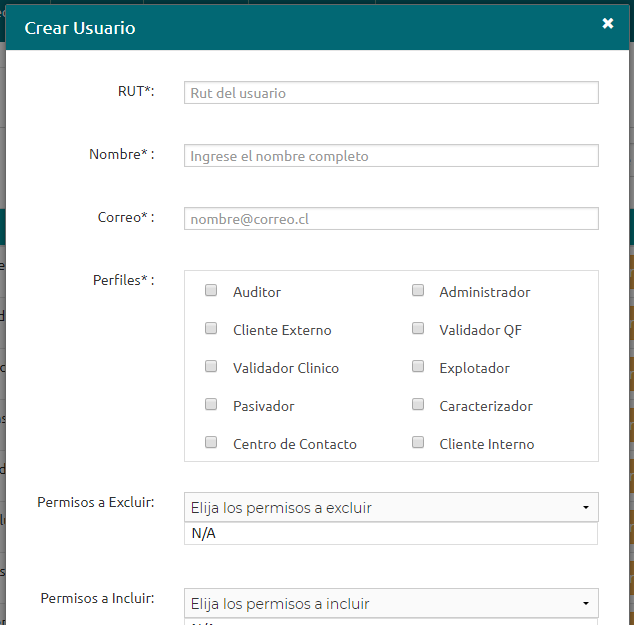 Crear Usuario ×
RUT*: Rut del usuario
Nombre* : Ingrese el nombre completo
Correo* : nombre@correo.cl
Perfiles* :
Auditor Administrador
Cliente Externo Validador QF
Validador Clinico Explotador
Pasivador Caracterizador
Centro de Contacto Cliente Interno
Permisos a Excluir: Elija los permisos a excluir
N/A
Permisos a Incluir: Elija los permisos a incluir